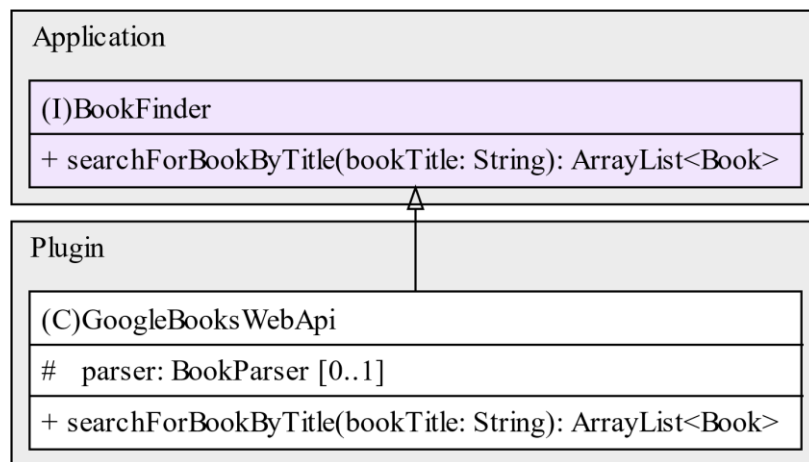 Application
(I)BookFinder
+ searchForBookByTitle(bookTitle: String): ArrayList<Book>
Plugin
(C)GoogleBooksWebApi
# parser: BookParser [0..1]
+ searchForBookByTitle(bookTitle: String): ArrayList<Book>